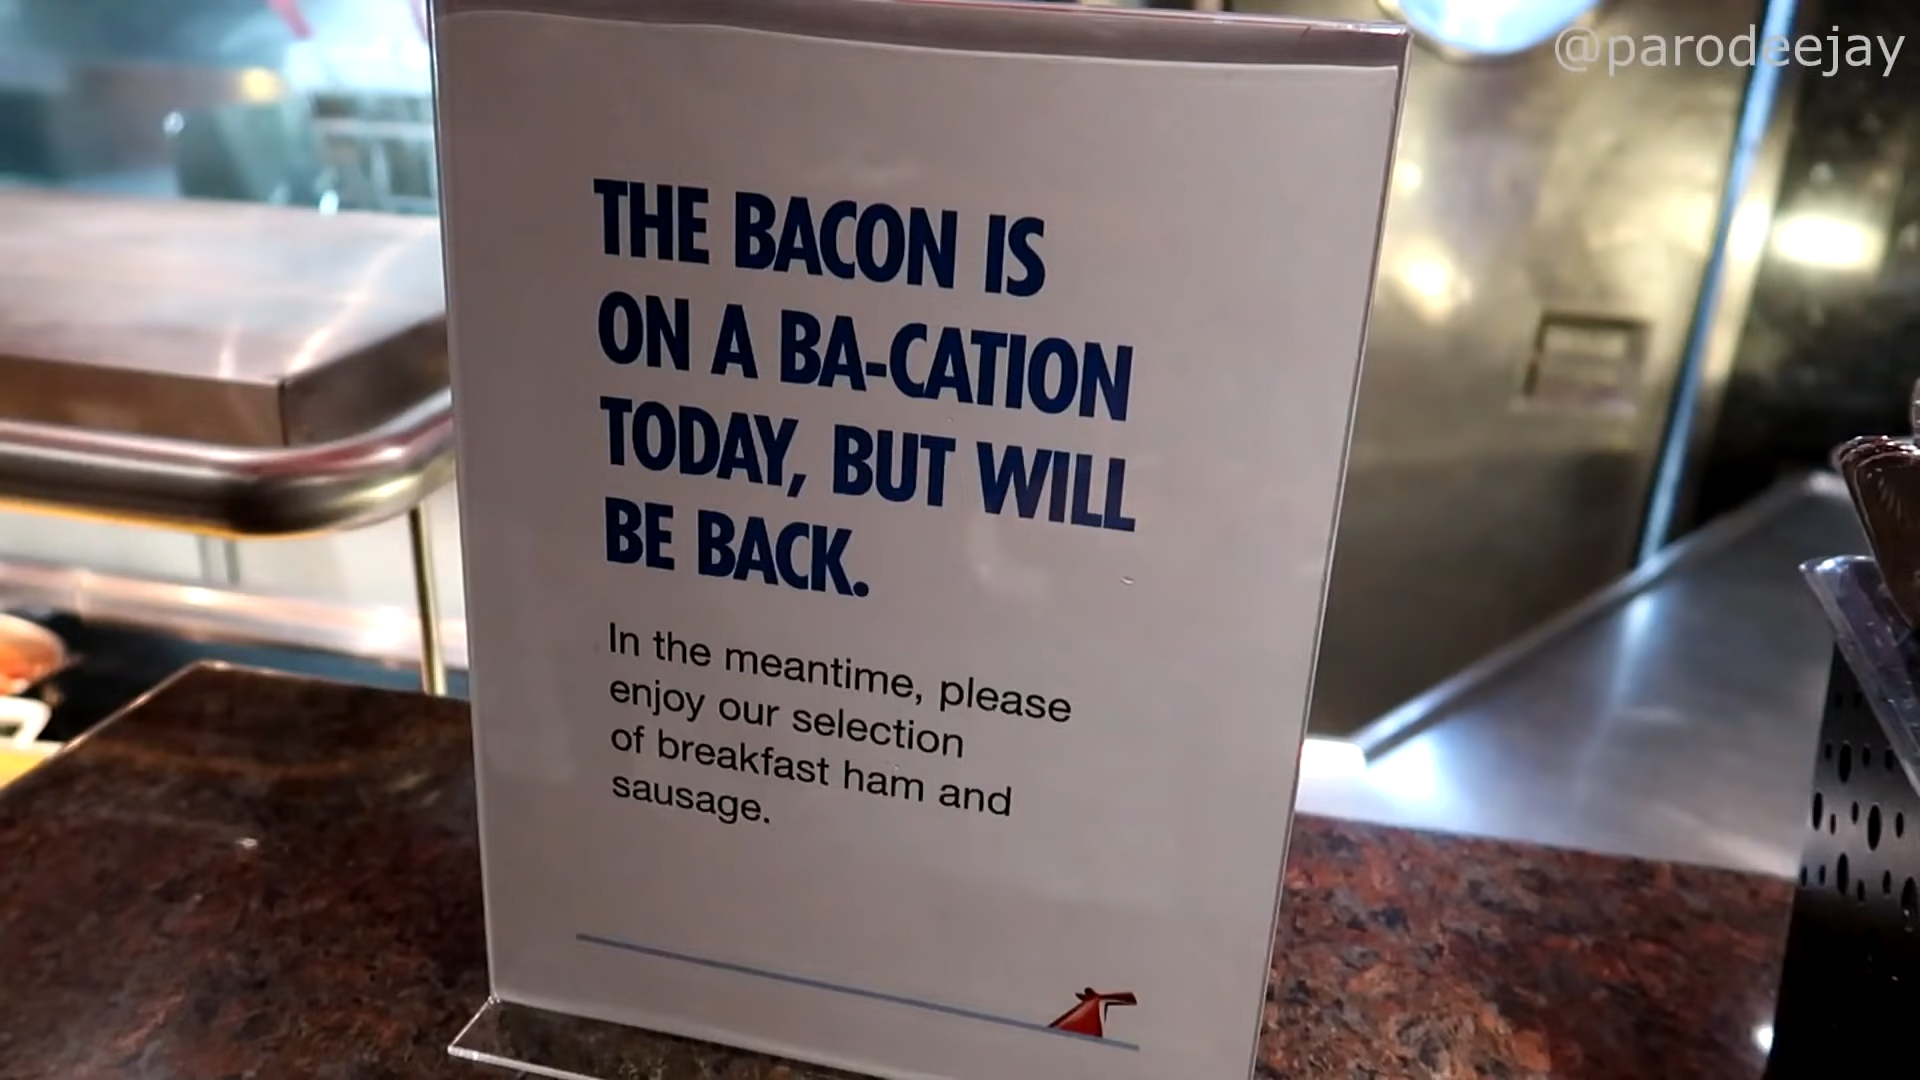 @parodeejay
THE BACON IS
ON A BA-CATION
TODAY, BUT WILL
BE BACK.
In the meantime, please
enjoy our selection
of breakfast ham and
sausage.